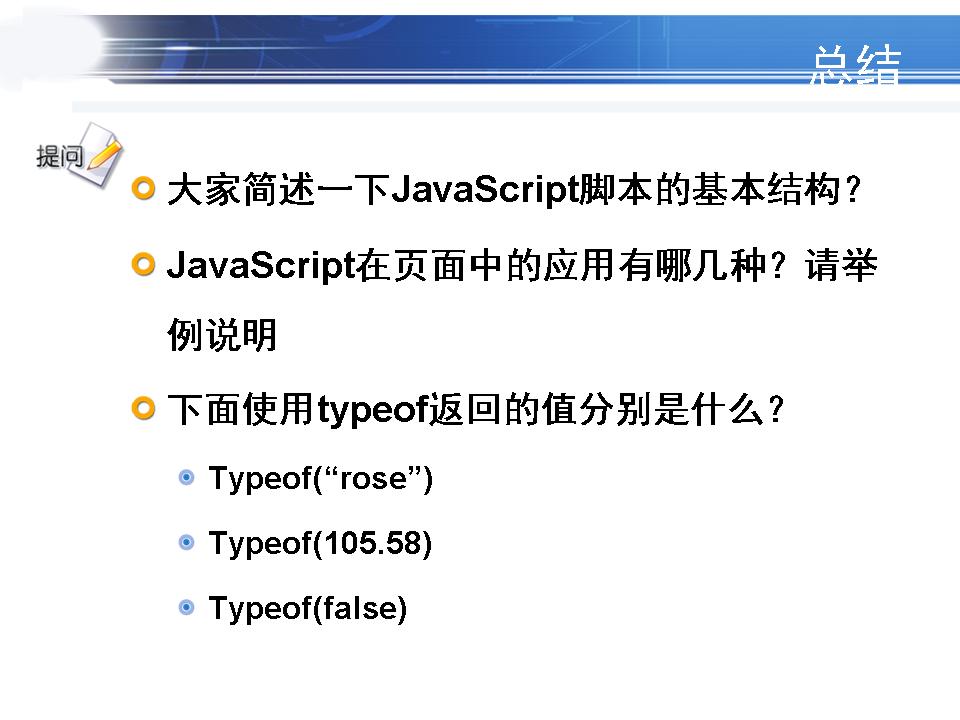 总结
提问
大家简述一下JavaScript脚本的基本结构？
JavaScript在页面中的应用有哪几种？请举
例说明
下面使用typeof返回的值分别是什么？
Typeof(“rose”)
Typeof(105.58)
Typeof(false)